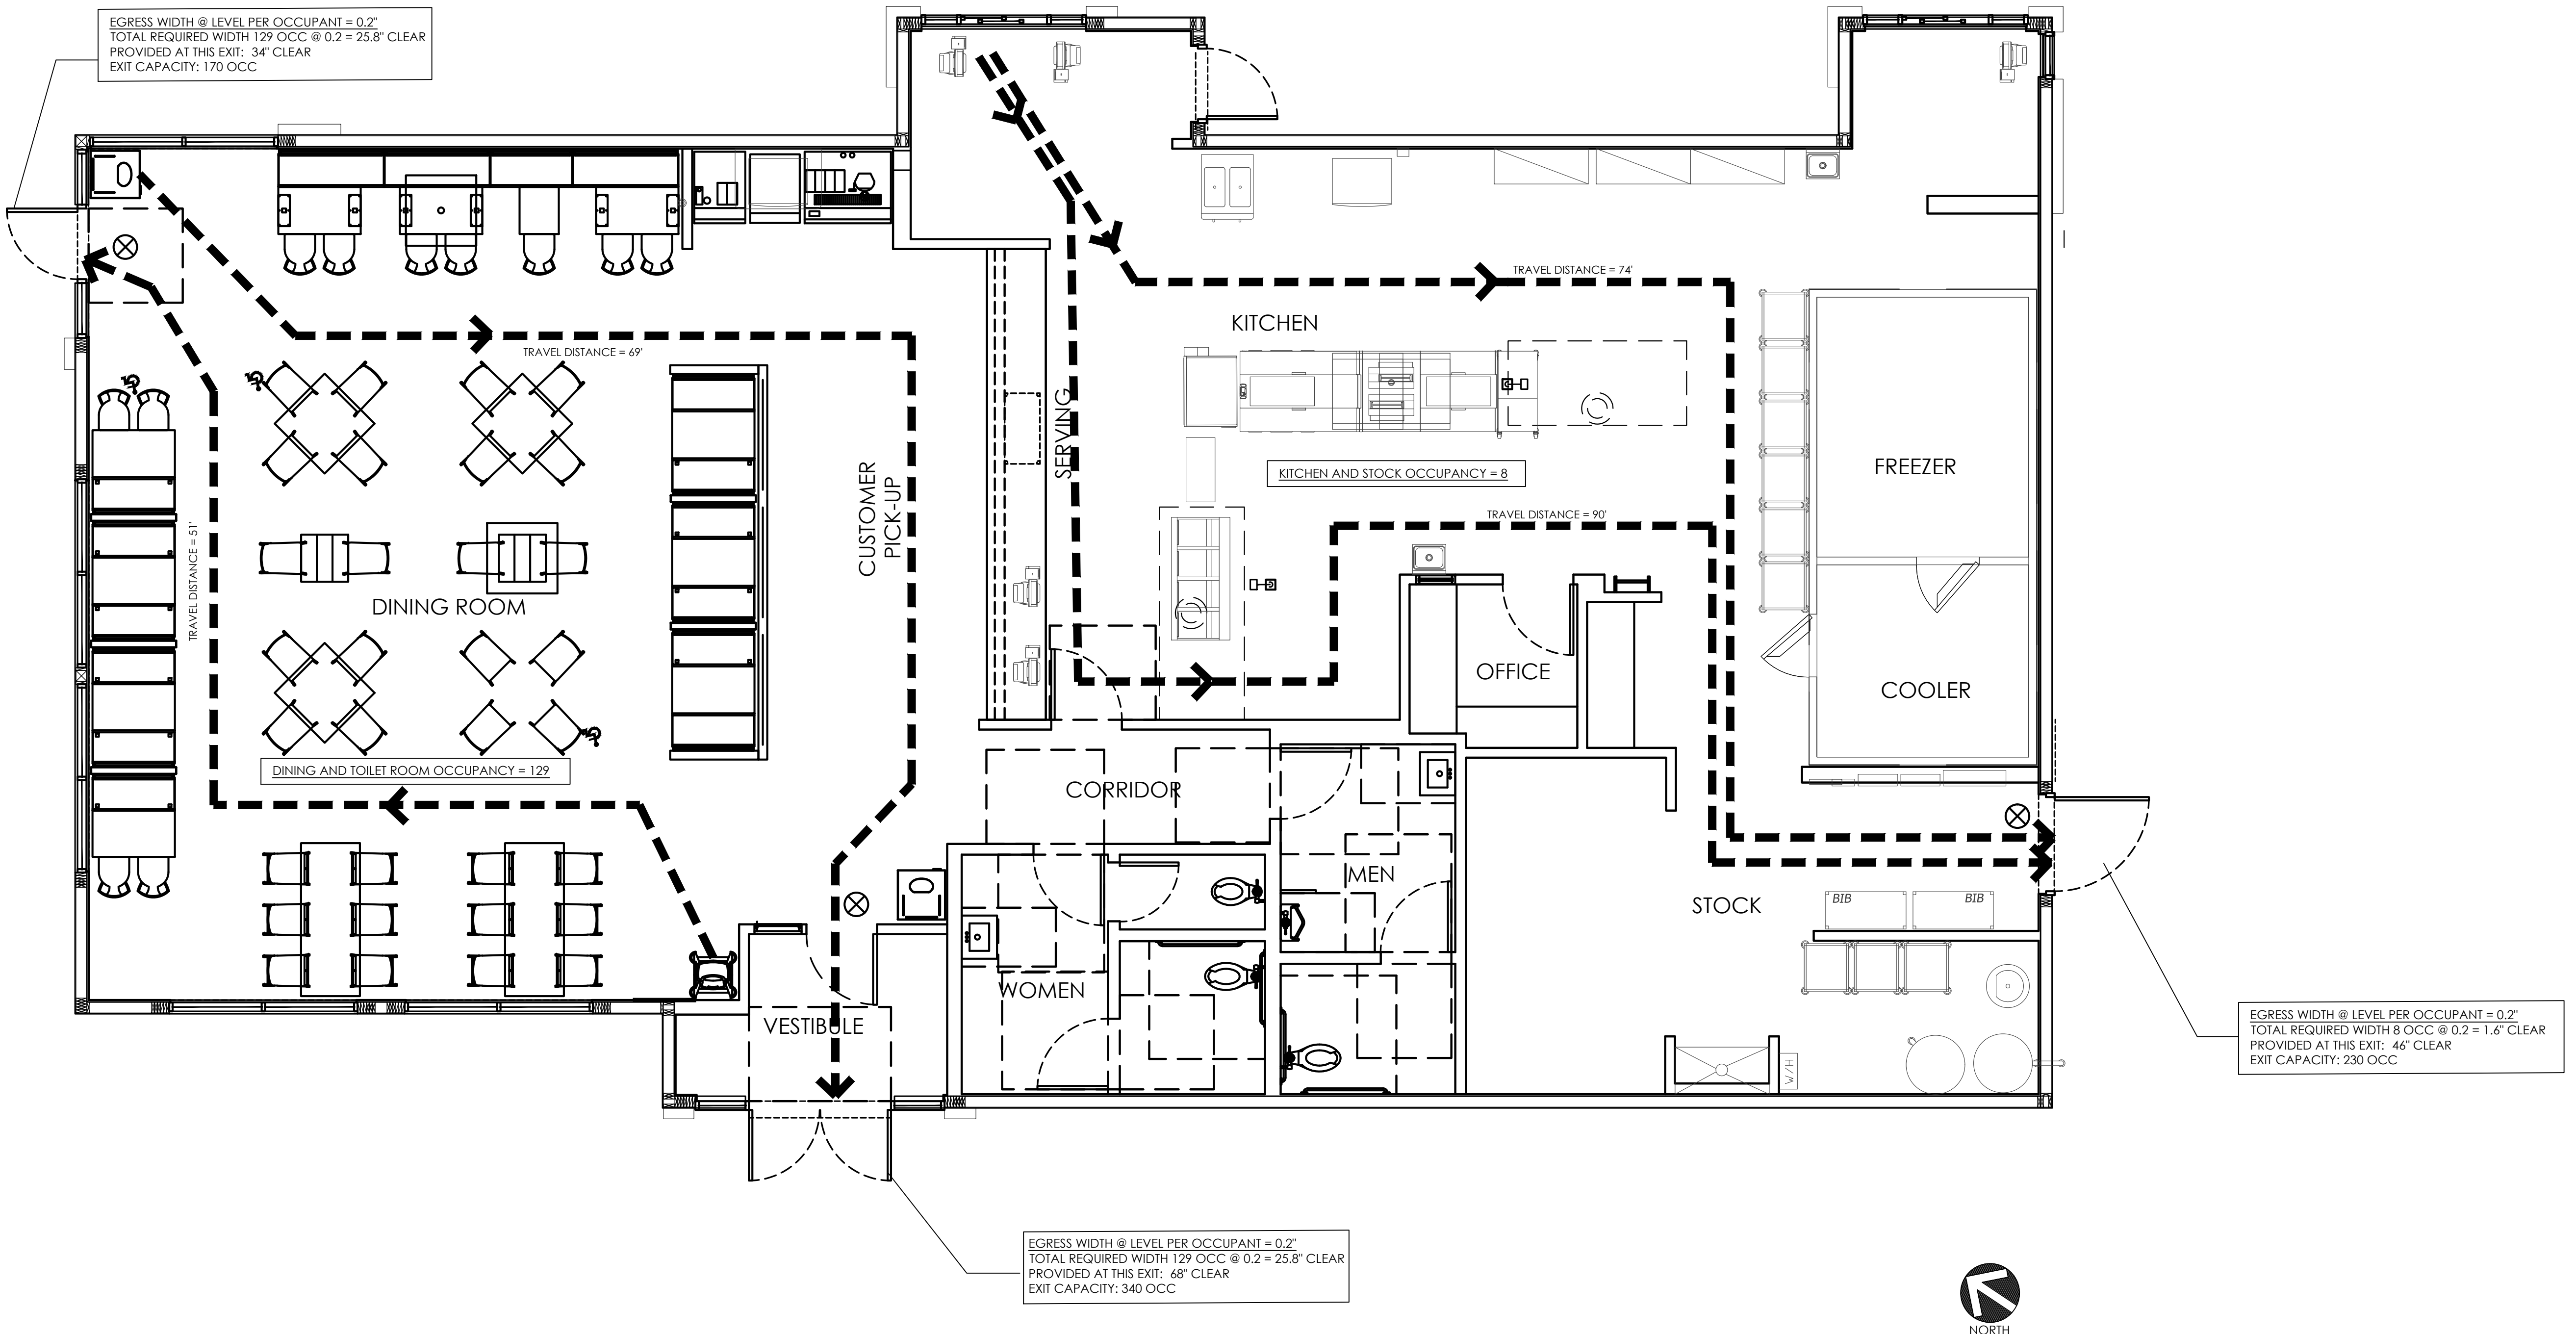 EGRESS WIDTH @ LEVEL PER OCCUPANT = 0.2"
TOTAL REQUIRED WIDTH 129 OCC @ 0.2 = 25.8" CLEAR
PROVIDED AT THIS EXIT: 34" CLEAR
EXIT CAPACITY: 170 OCC
TRAVEL DISTANCE = 74'
KITCHEN
TRAVEL DISTANCE = 69'
SERVING
CUSTOMER
PICK-UP
KITCHEN AND STOCK OCCUPANCY = 8
FREEZER
TRAVEL DISTANCE = 90'
TRAVEL DISTANCE = 51'
DINING ROOM
OFFICE
COOLER
DINING AND TOILET ROOM OCCUPANCY = 129
CORRIDOR
MEN
STOCK
BIB
BIB
WOMEN
VESTIBULE
W/H
EGRESS WIDTH @ LEVEL PER OCCUPANT = 0.2"
TOTAL REQUIRED WIDTH 8 OCC @ 0.2 = 1.6" CLEAR
PROVIDED AT THIS EXIT: 46" CLEAR
EXIT CAPACITY: 230 OCC
EGRESS WIDTH @ LEVEL PER OCCUPANT = 0.2"
TOTAL REQUIRED WIDTH 129 OCC @ 0.2 = 25.8" CLEAR
PROVIDED AT THIS EXIT: 68" CLEAR
EXIT CAPACITY: 340 OCC
NORTH